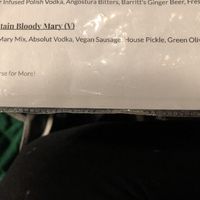 Infused Polish Vodka, Angostura Bitters, Barritt's Ginger Beer, Fres
tain Bloody Mary (V)
Mary Mix, Absolut Vodka, Vegan Sausage, House Pickle, Green Oliv
for More!